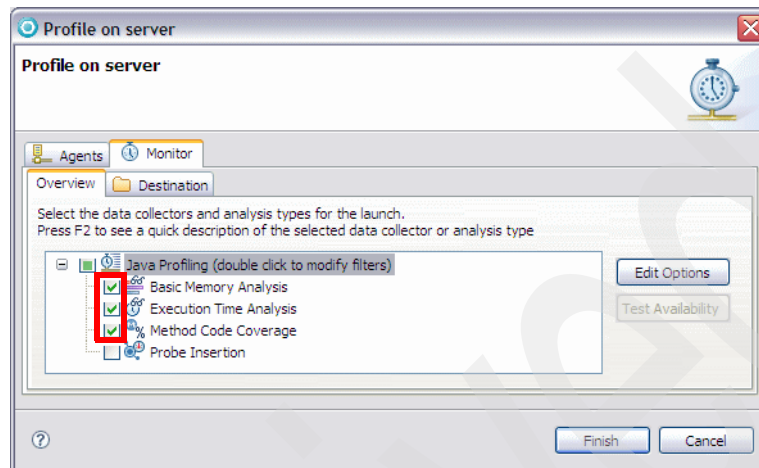 Profile on server
Profile on server
Agents
Monitor
Overview
Destination
Select the data collectors and analysis types for the launch.
Press F2 to see a quick description of the selected data collector or analysis type
Java Profiling (double click to modify filters)
Basic Memory Analysis
Execution Time Analysis
Method Code Coverage
Probe Insertion
Edit Options
Test Availability
Finish
Cancel